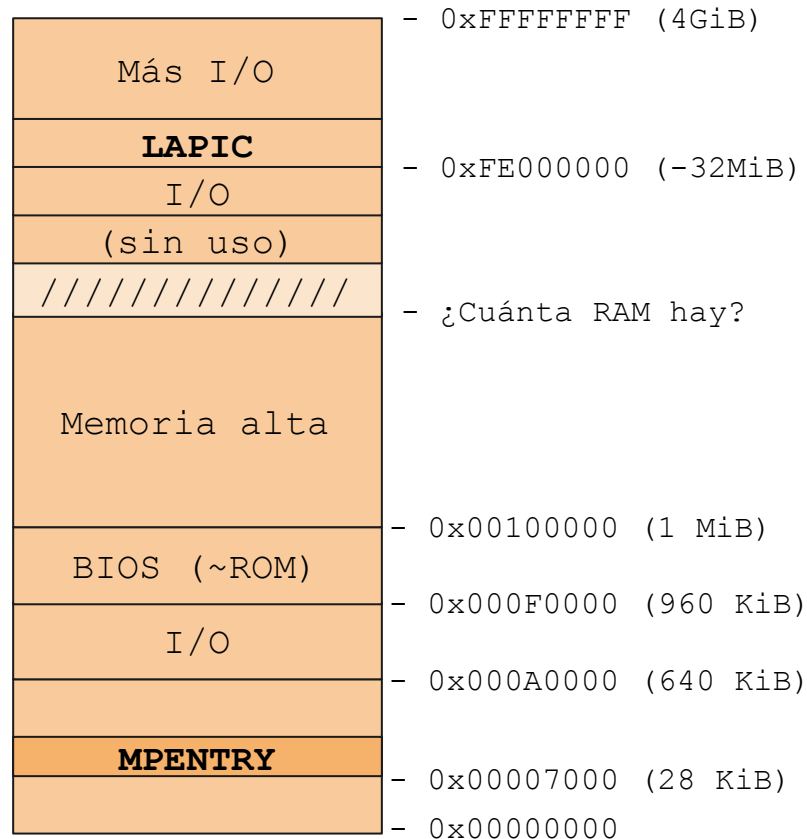 - 0xFFFFFFFF (4GiB)
Más I/O
LAPIC
- 0xFE000000 (-32MiB)
I/O
(sin uso)
//////////////
- ¿Cuánta RAM hay?
Memoria alta
- 0x00100000 (1 MiB)
BIOS (~ROM)
- 0x000F0000 (960 KiB)
I/O
- 0x000A0000 (640 KiB)
MPENTRY
- 0x00007000 (28 KiB)
- 0x00000000